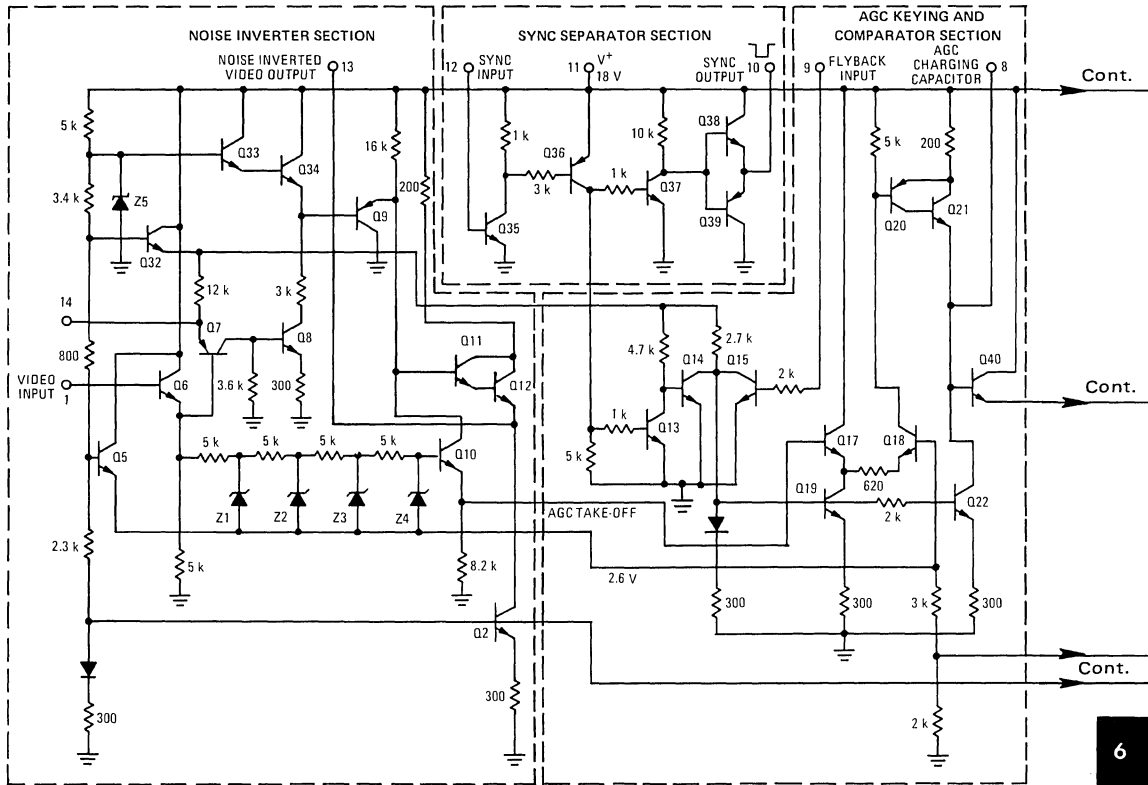 NOISE INVERTER SECTION
SYNC SEPARATOR SECTION
AGC KEYING AND
COMPARATOR SECTION
NOISE INVERTED
VIDEO OUTPUT
13
12
SYNC
INPUT
11
V+
18 V
SYNC
OUTPUT
10
9
FLYBACK
INPUT
AGC
CHARGING
CAPACITOR
8
Cont.
5 k
Q33
Q34
16 k
200
1 k
Q36
10 k
Q38
5 k
200
3.4 k
Z5
Q9
3 k
1 k
Q37
Q39
Q20
Q21
Q32
Q35
12 k
3 k
14
Q7
Q8
800
VIDEO
INPUT
1
Q6
3.6 k
300
Q11
Q12
4.7 k
Q14
2.7 k
Q15
2 k
Q40
Cont.
Q5
5 k
5 k
5 k
5 k
Q10
1 k
Q13
5 k
Q17
Q18
620
Z1
Z2
Z3
Z4
AGC TAKE-OFF
Q19
2 k
Q22
2.3 k
5 k
8.2 k
2.6 V
300
300
3 k
300
Q2
Cont.
300
300
2 k
6